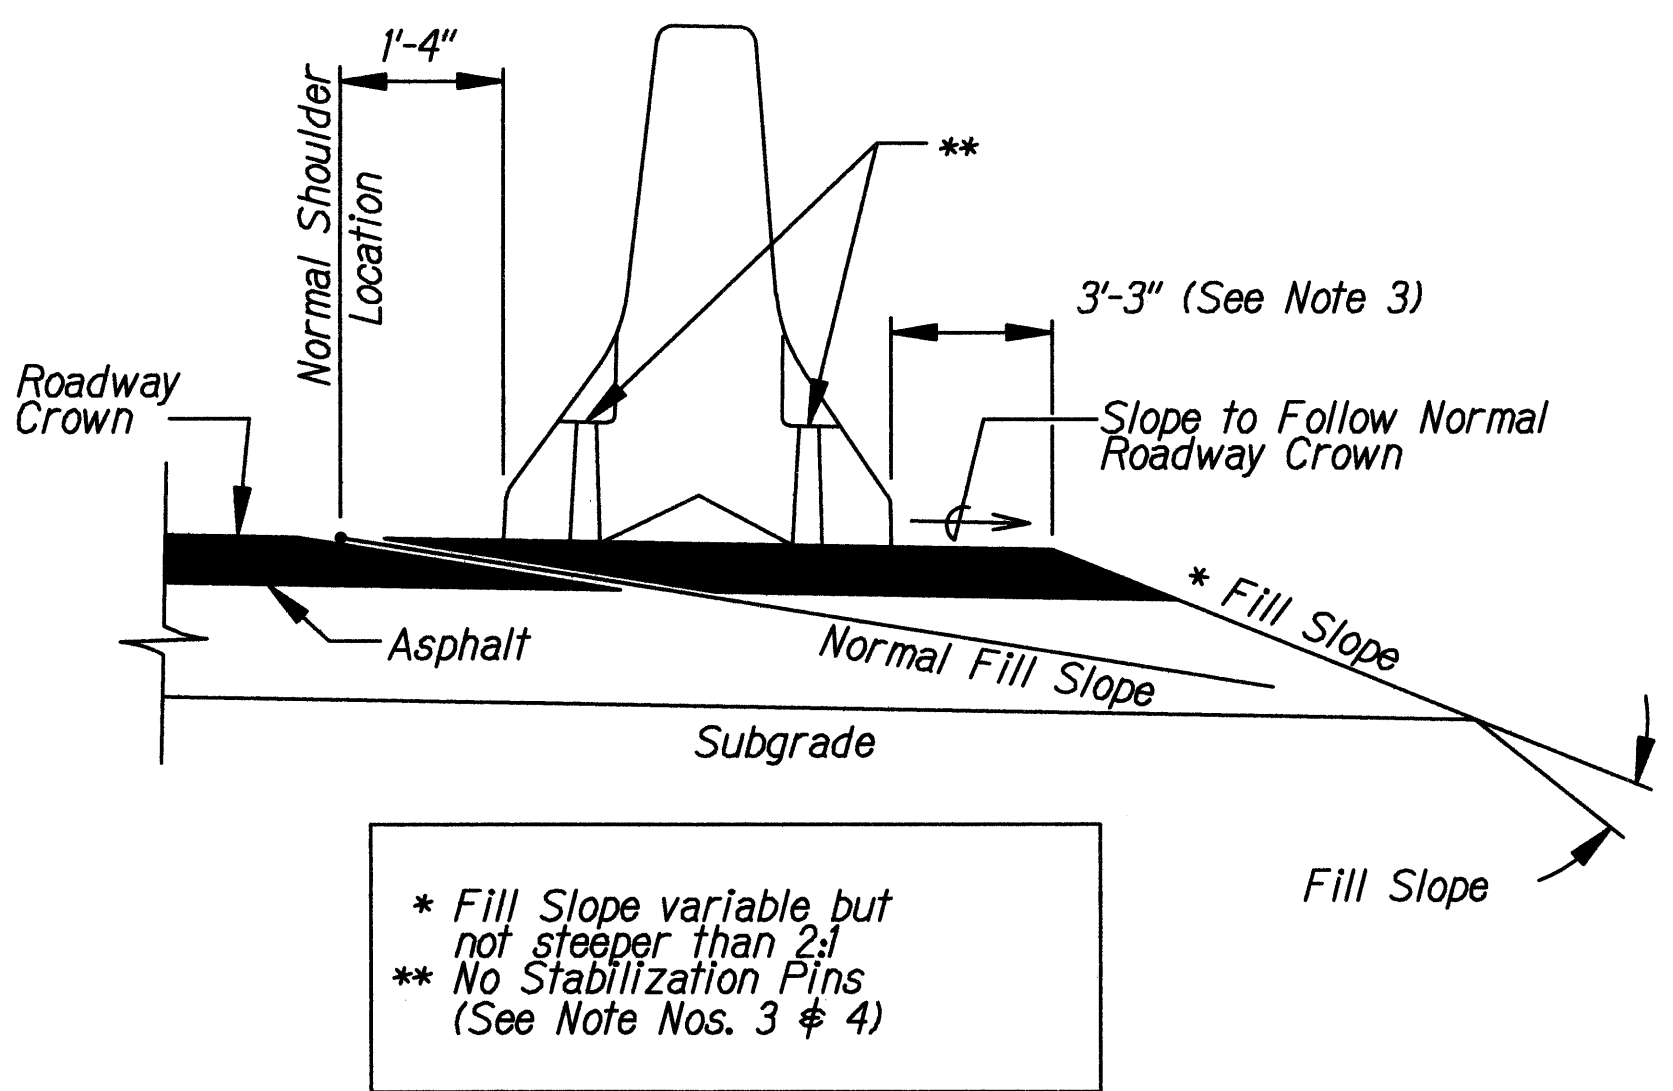 1'-4"
Normal Shoulder
Location
**
3'-3" (See Note 3)
Roadway
Crown
Slope to Follow Normal
Roadway Crown
* Fill Slope
Asphalt
Normal Fill Slope
Subgrade
Fill Slope
* Fill Slope variable but
not steeper than 2:1
** No Stabilization Pins
(See Note Nos. 3 & 4)